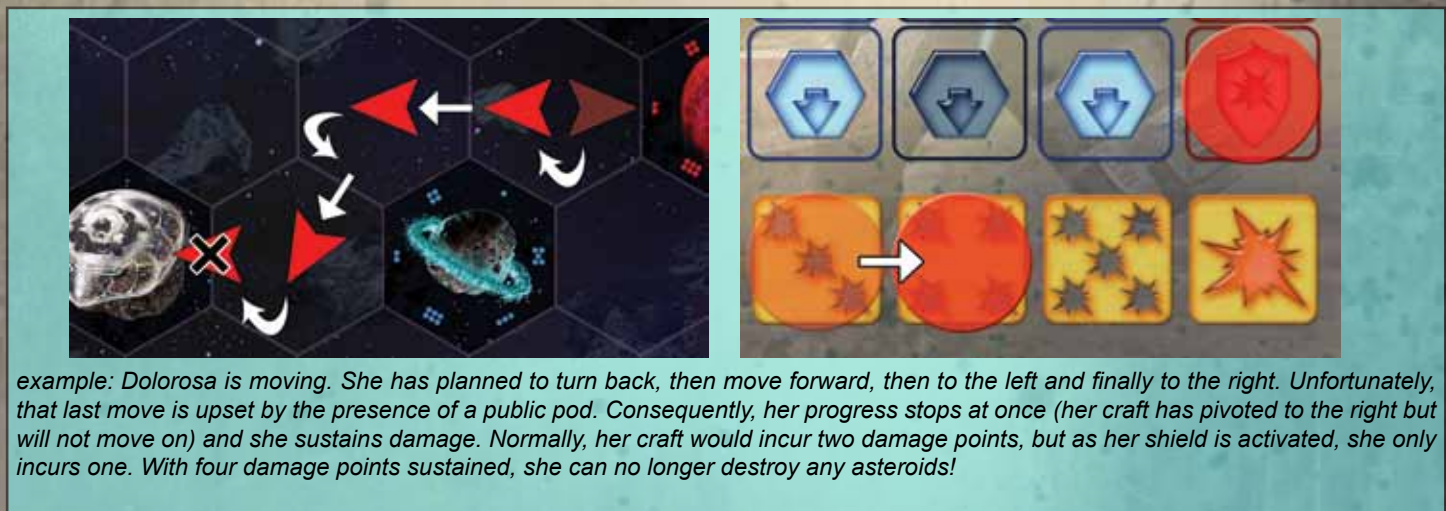 example: Dolorosa is moving. She has planned to turn back, then move forward, then to the left and finally to the right. Unfortunately,
that last move is upset by the presence of a public pod. Consequently, her progress stops at once (her craft has pivoted to the right but
will not move on) and she sustains damage. Normally, her craft would incur two damage points, but as her shield is activated, she only
incurs one. With four damage points sustained, she can no longer destroy any asteroids!